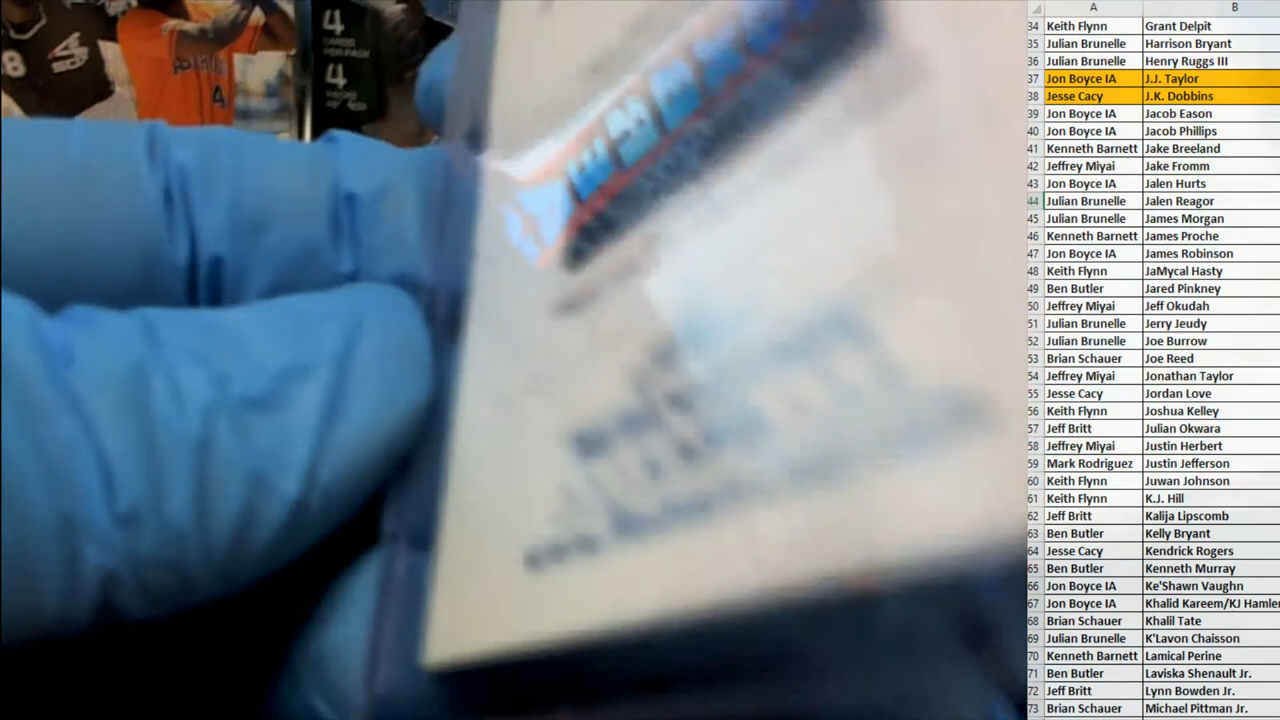 4
CARDS
PER PACK
4
8
4
A B
34 Keith Flynn Grant Delpit
35 Julian Brunelle Harrison Bryant
36 Julian Brunelle Henry Ruggs III
37 Jon Boyce IA J.J. Taylor
38 Jesse Cacy J.K. Dobbins
39 Jon Boyce IA Jacob Eason
40 Jon Boyce IA Jacob Phillips
41 Kenneth Barnett Jake Breeland
42 Jeffrey Miyai Jake Fromm
43 Jon Boyce IA Jalen Hurts
44 Julian Brunelle Jalen Reagor
45 Julian Brunelle James Morgan
46 Kenneth Barnett James Proche
47 Jon Boyce IA James Robinson
48 Keith Flynn JaMycal Hasty
49 Ben Butler Jared Pinkney
50 Jeffrey Miyai Jeff Okudah
51 Julian Brunelle Jerry Jeudy
52 Julian Brunelle Joe Burrow
53 Brian Schauer Joe Reed
54 Jeffrey Miyai Jonathan Taylor
55 Jesse Cacy Jordan Love
56 Keith Flynn Joshua Kelley
57 Jeff Britt Julian Okwara
58 Jeffrey Miyai Justin Herbert
59 Mark Rodriguez Justin Jefferson
60 Keith Flynn Juwan Johnson
61 Keith Flynn K.J. Hill
62 Jeff Britt Kalija Lipscomb
63 Ben Butler Kelly Bryant
64 Jesse Cacy Kendrick Rogers
65 Ben Butler Kenneth Murray
66 Jon Boyce IA Ke'Shawn Vaughn
67 Jon Boyce IA Khalid Kareem/KJ Hamler
68 Brian Schauer Khalil Tate
69 Julian Brunelle K'Lavon Chaisson
70 Kenneth Barnett Lamical Perine
71 Ben Butler Laviska Shenault Jr.
72 Jeff Britt Lynn Bowden Jr.
73 Brian Schauer Michael Pittman Jr.